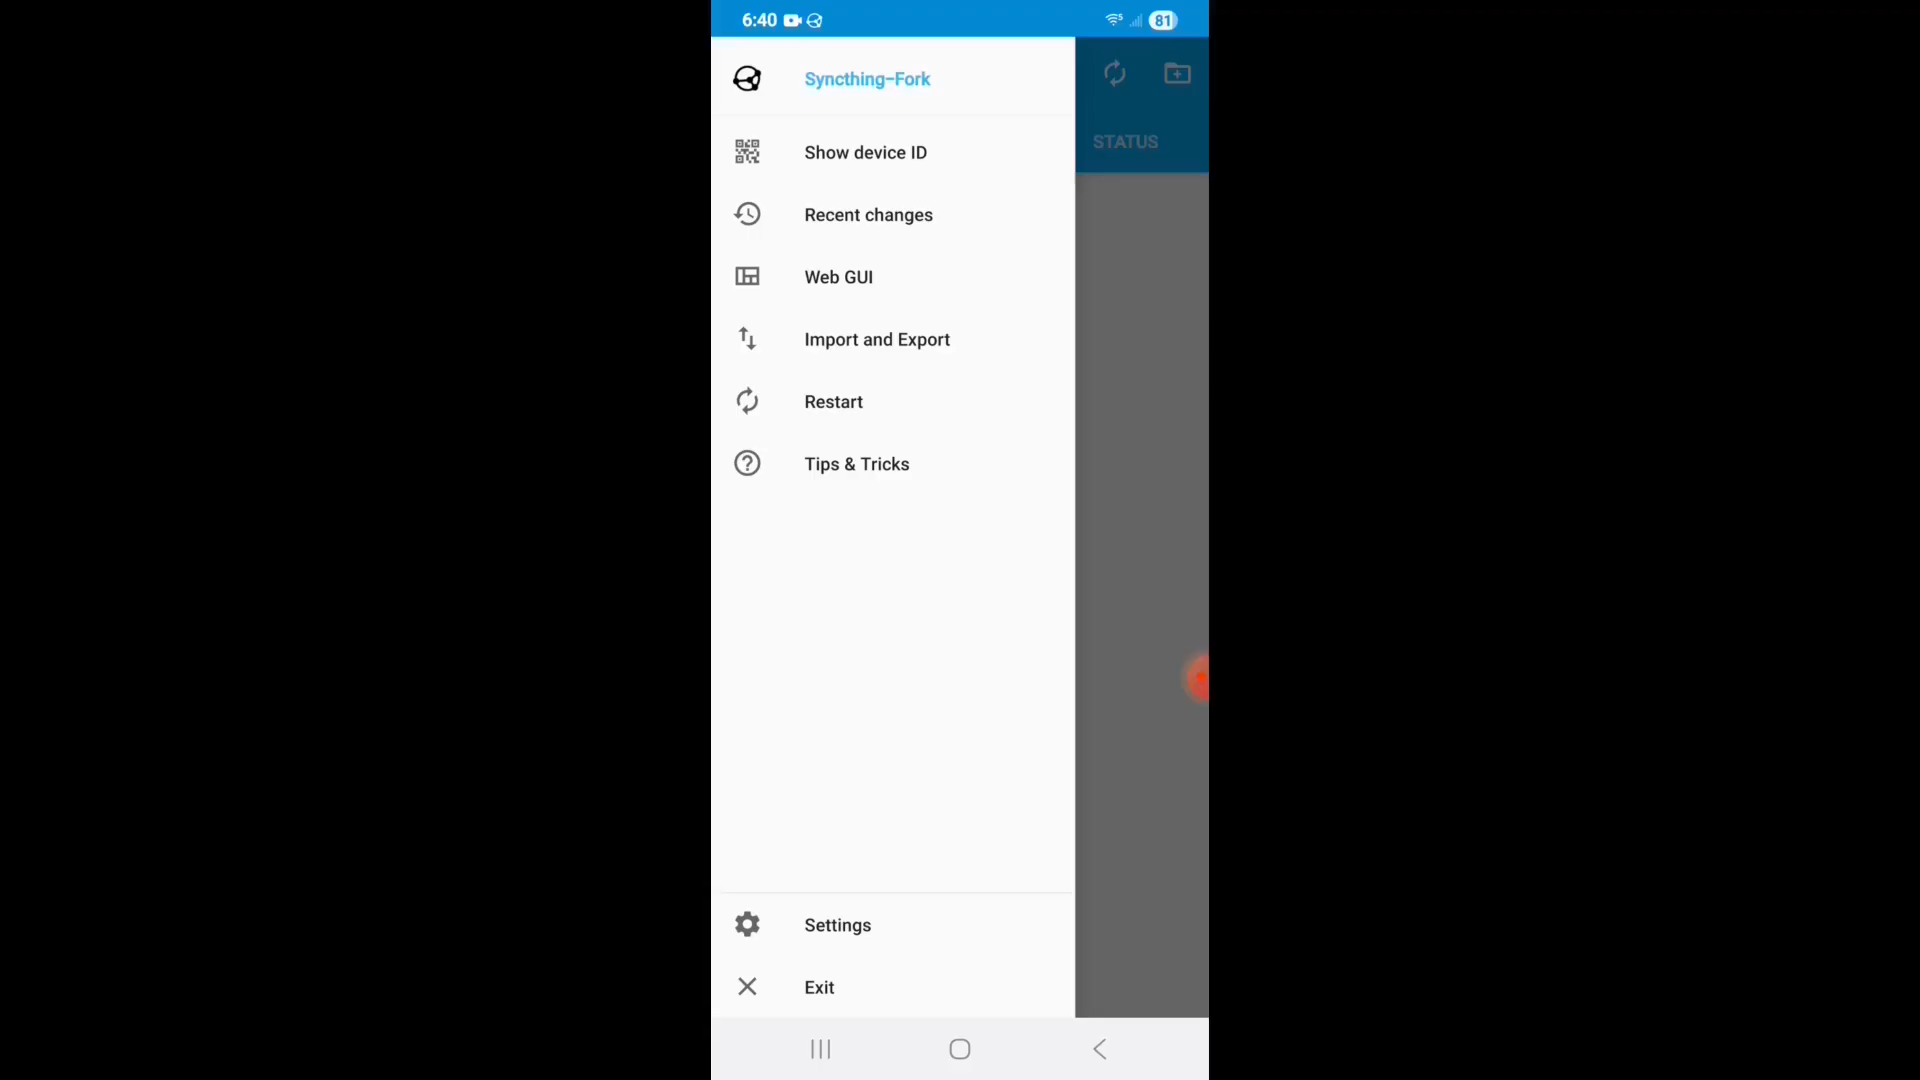 6:40
5 81
Syncthing-Fork
STATUS
Show device ID
Recent changes
Web GUI
Import and Export
Restart
Tips & Tricks
Settings
Exit